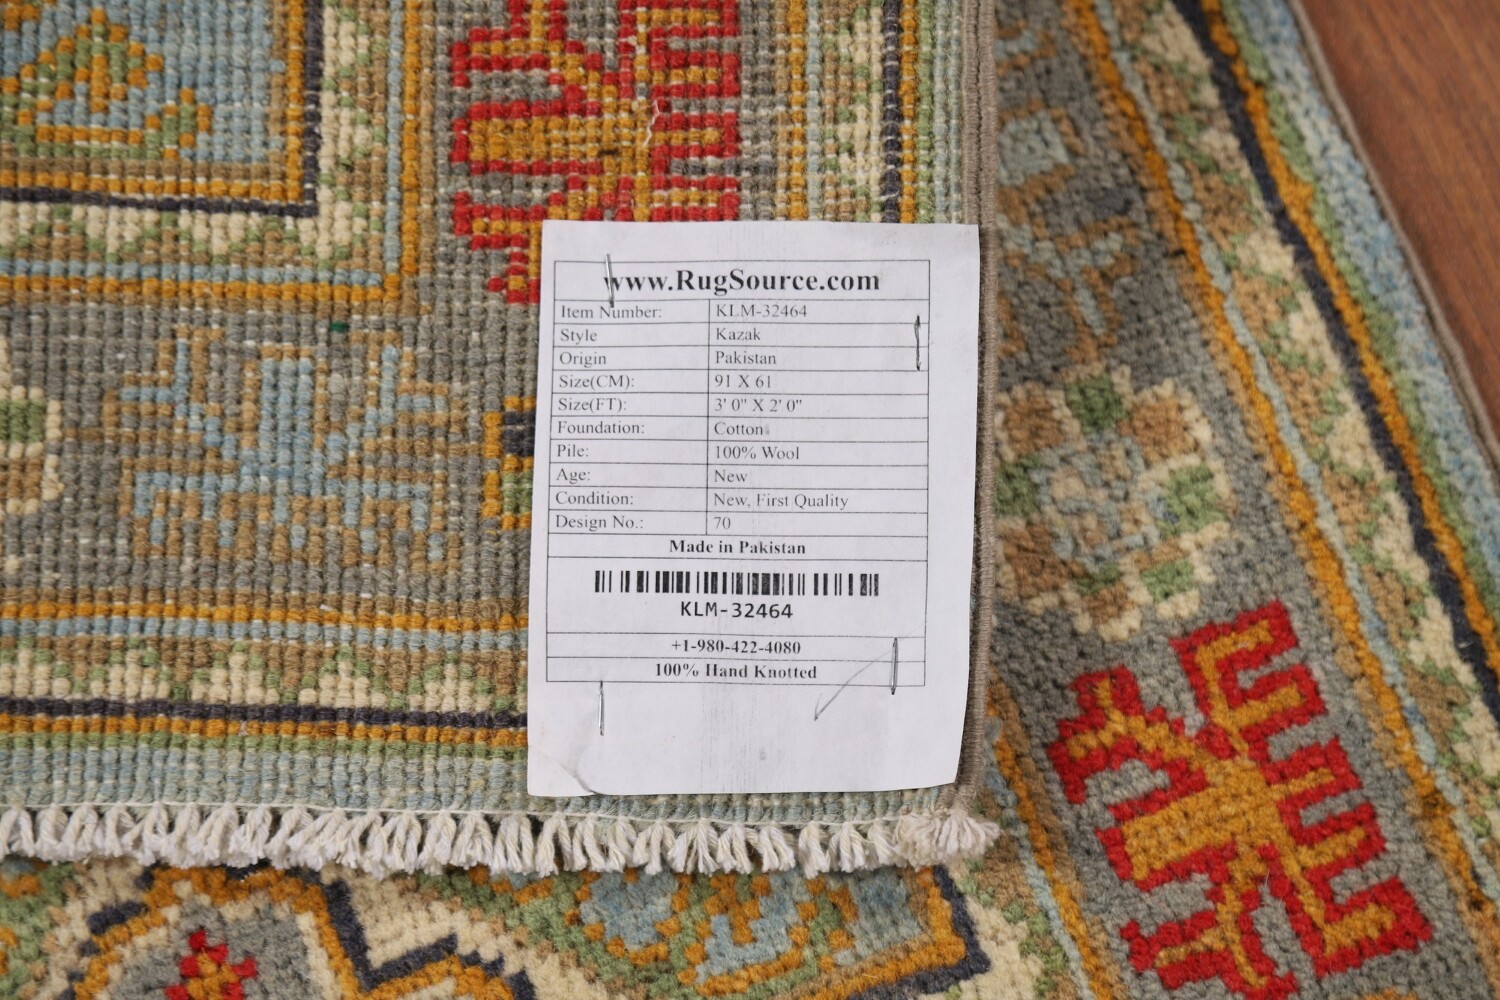 www.RugSource.com
Item Number: KLM-32464
Style Kazak
Origin Pakistan
Size(CM): 91 X 61
Size(FT): 3' 0" X 2' 0"
Foundation: Cotton
Pile: 100% Wool
Age: New
Condition: New, First Quality
Design No.: 70
Made in Pakistan
KLM-32464
+1-980-422-4080
100% Hand Knotted